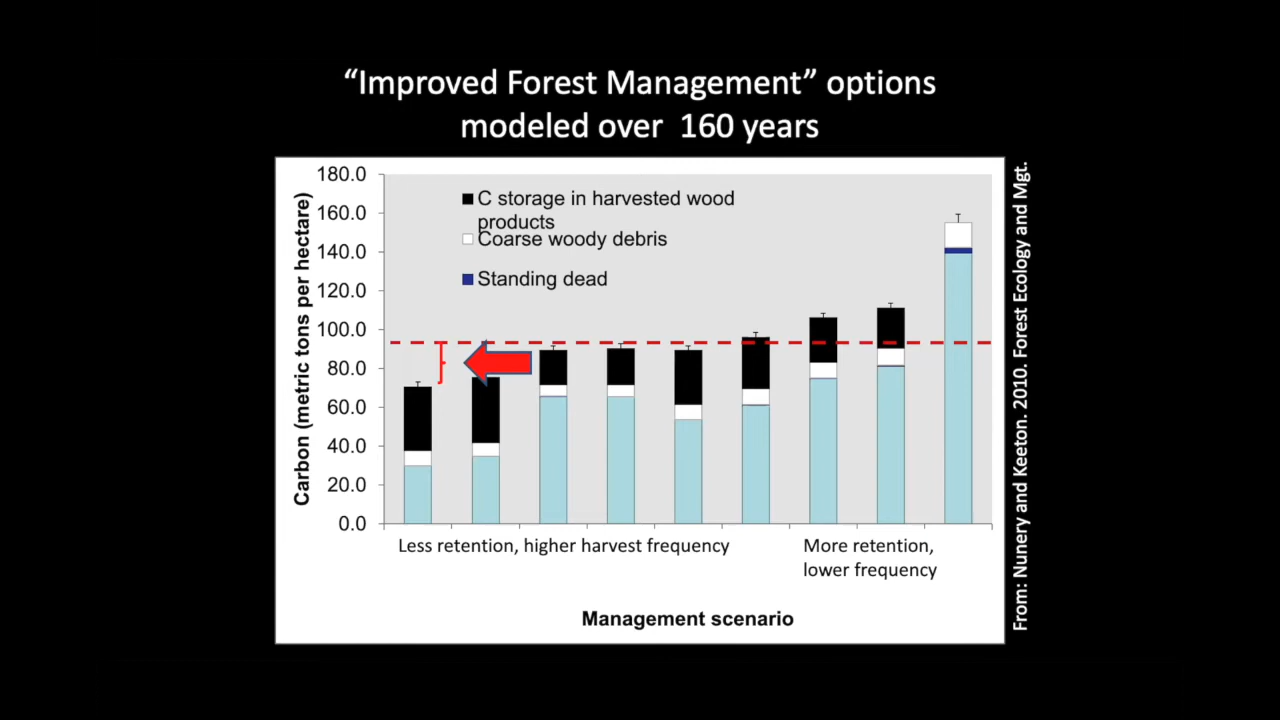 “Improved Forest Management” options
modeled over 160 years
180.0
160.0
140.0
120.0
100.0
80.0
60.0
40.0
20.0
0.0
Carbon (metric tons per hectare)
C storage in harvested wood
products
Coarse woody debris
Standing dead
Less retention, higher harvest frequency
More retention,
lower frequency
Management scenario
From: Nunery and Keeton. 2010. Forest Ecology and Mgt.